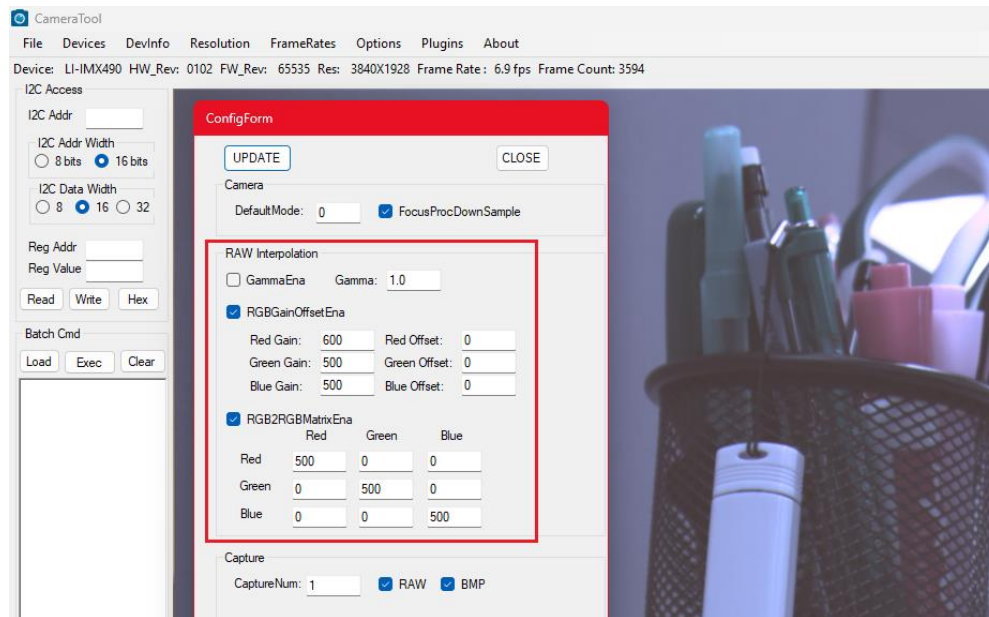 CameraTool
File Devices DevInfo Resolution FrameRates Options Plugins About
Device: LI-IMX490 HW_Rev: 0102 FW_Rev: 65535 Res: 3840X1928 Frame Rate : 6.9 fps Frame Count: 3594
I2C Access
I2C Addr
I2C Addr Width
8 bits 16 bits
I2C Data Width
8 16 32
Reg Addr
Reg Value
Read Write Hex
Batch Cmd
Load Exec Clear
ConfigForm
UPDATE CLOSE
Camera
DefaultMode: 0 FocusProcDownSample
RAW Interpolation
GammaEna Gamma: 1.0
RGBGainOffsetEna
Red Gain: 600 Red Offset: 0
Green Gain: 500 Green Offset: 0
Blue Gain: 500 Blue Offset: 0
RGB2RGBMatrixEna
Red Green Blue
Red 500 0 0
Green 0 500 0
Blue 0 0 500
Capture
CaptureNum: 1 RAW BMP